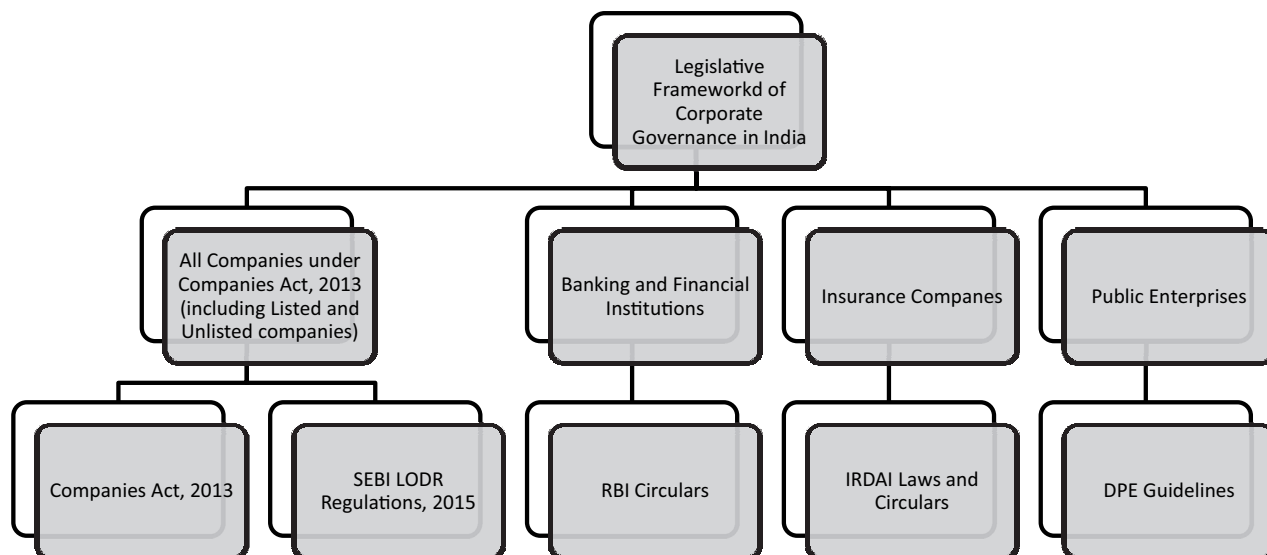 Legislative
Frameworkd of
Corporate
Governance in India
All Companies under
Companies Act, 2013
(including Listed and
Unlisted companies)
Banking and Financial
Institutions
Insurance Companes
Public Enterprises
Companies Act, 2013
SEBI LODR
Regulations, 2015
RBI Circulars
IRDAI Laws and
Circulars
DPE Guidelines